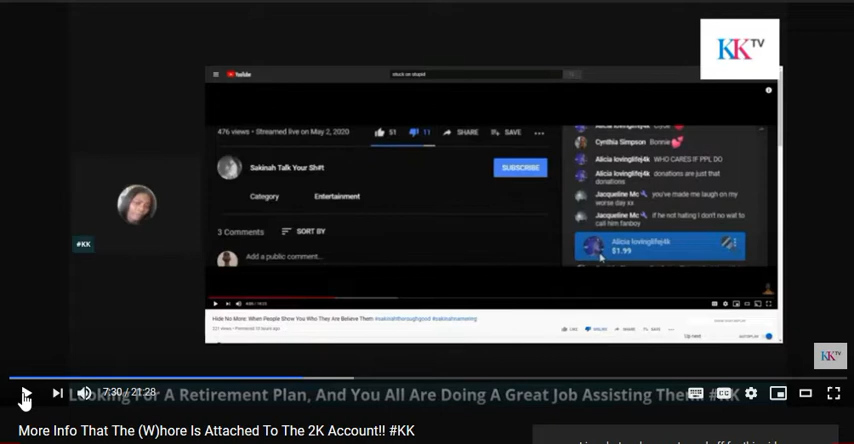 KK TV
YouTube
stuck on stupid
476 views • Streamed live on May 2, 2020
51
11
SHARE
SAVE
Sakinah Talk Your Sh#t
SUBSCRIBE
Category
Entertainment
3 Comments
SORT BY
Add a public comment...
Cynthia Simpson Bonnie
Alicia lovinglifej4k WHO CARES IF PPL DO
Alicia lovinglifej4k donations are just that
donations
Jacqueline Mc you've made me laugh on my
worse day xx
Jacqueline Mc if he not hating I don't no wat to
call him fanboy
Alicia lovinglifej4k
$1.99
#KK
Hide No More: When People Show You Who They Are Believe Them
LIKE
SHARE
SAVE
Up next
KK TV
7:30 / 21:28
Looking For A Retirement Plan, And You All Are Doing A Great Job Assisting Them #KK
More Info That The (W)hore Is Attached To The 2K Account!! #KK